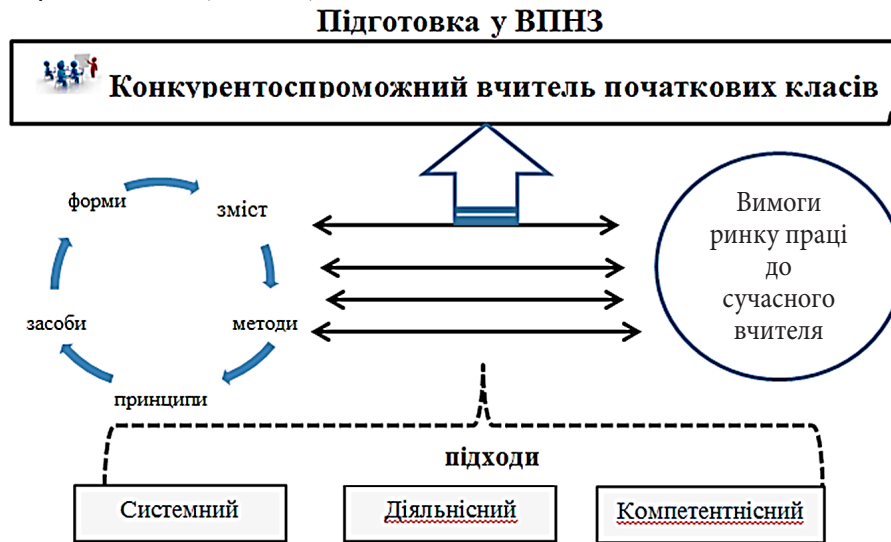 Підготовка у ВПНЗ
Конкурентоспроможний вчитель початкових класів
форми
зміст
засоби
методи
принципи
Вимоги
ринку праці
до
сучасного
вчителя
підходи
Системний
Діяльнісний
Компетентнісний